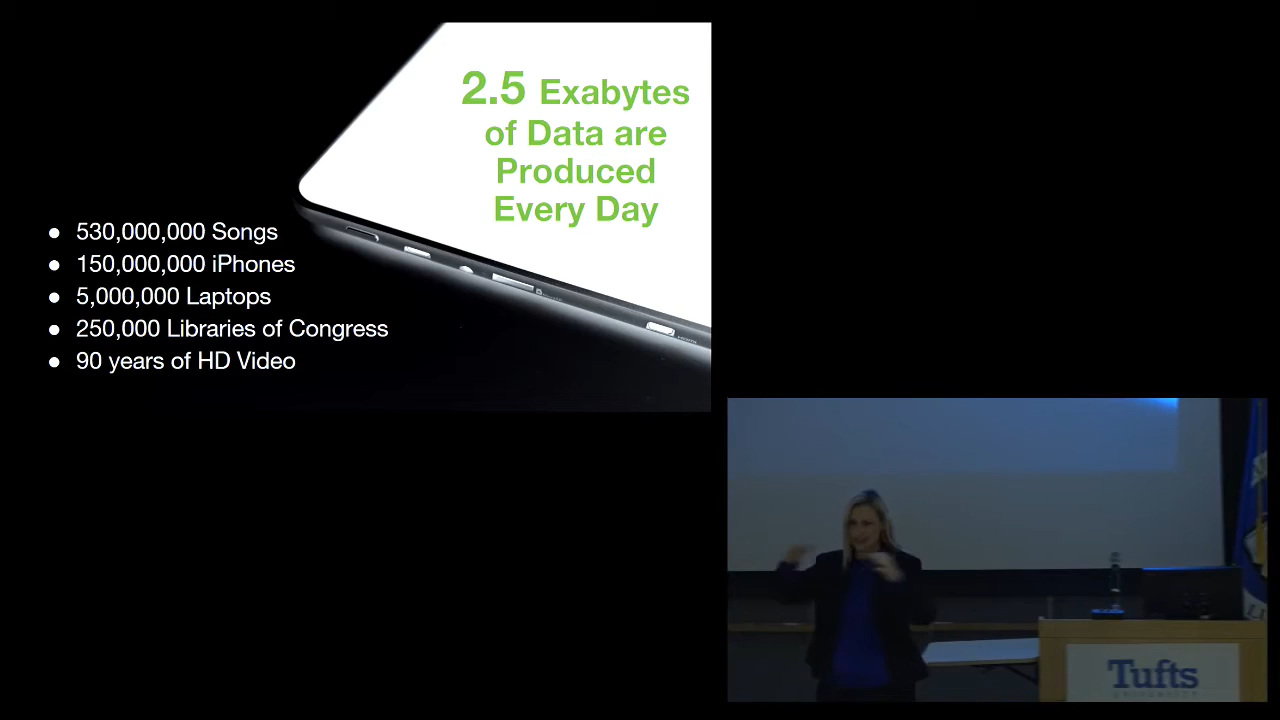 2.5 Exabytes
of Data are
Produced
Every Day
● 530,000,000 Songs
● 150,000,000 iPhones
● 5,000,000 Laptops
● 250,000 Libraries of Congress
● 90 years of HD Video
Tufts
UNIVERSITY